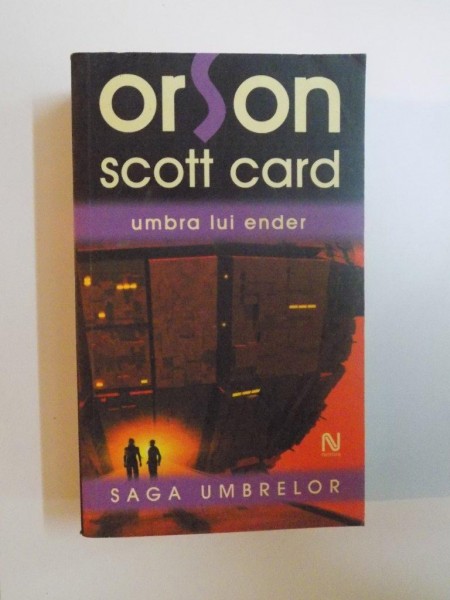 orson
scott card
umbra lui ender
N
SAGA UMBRELOR